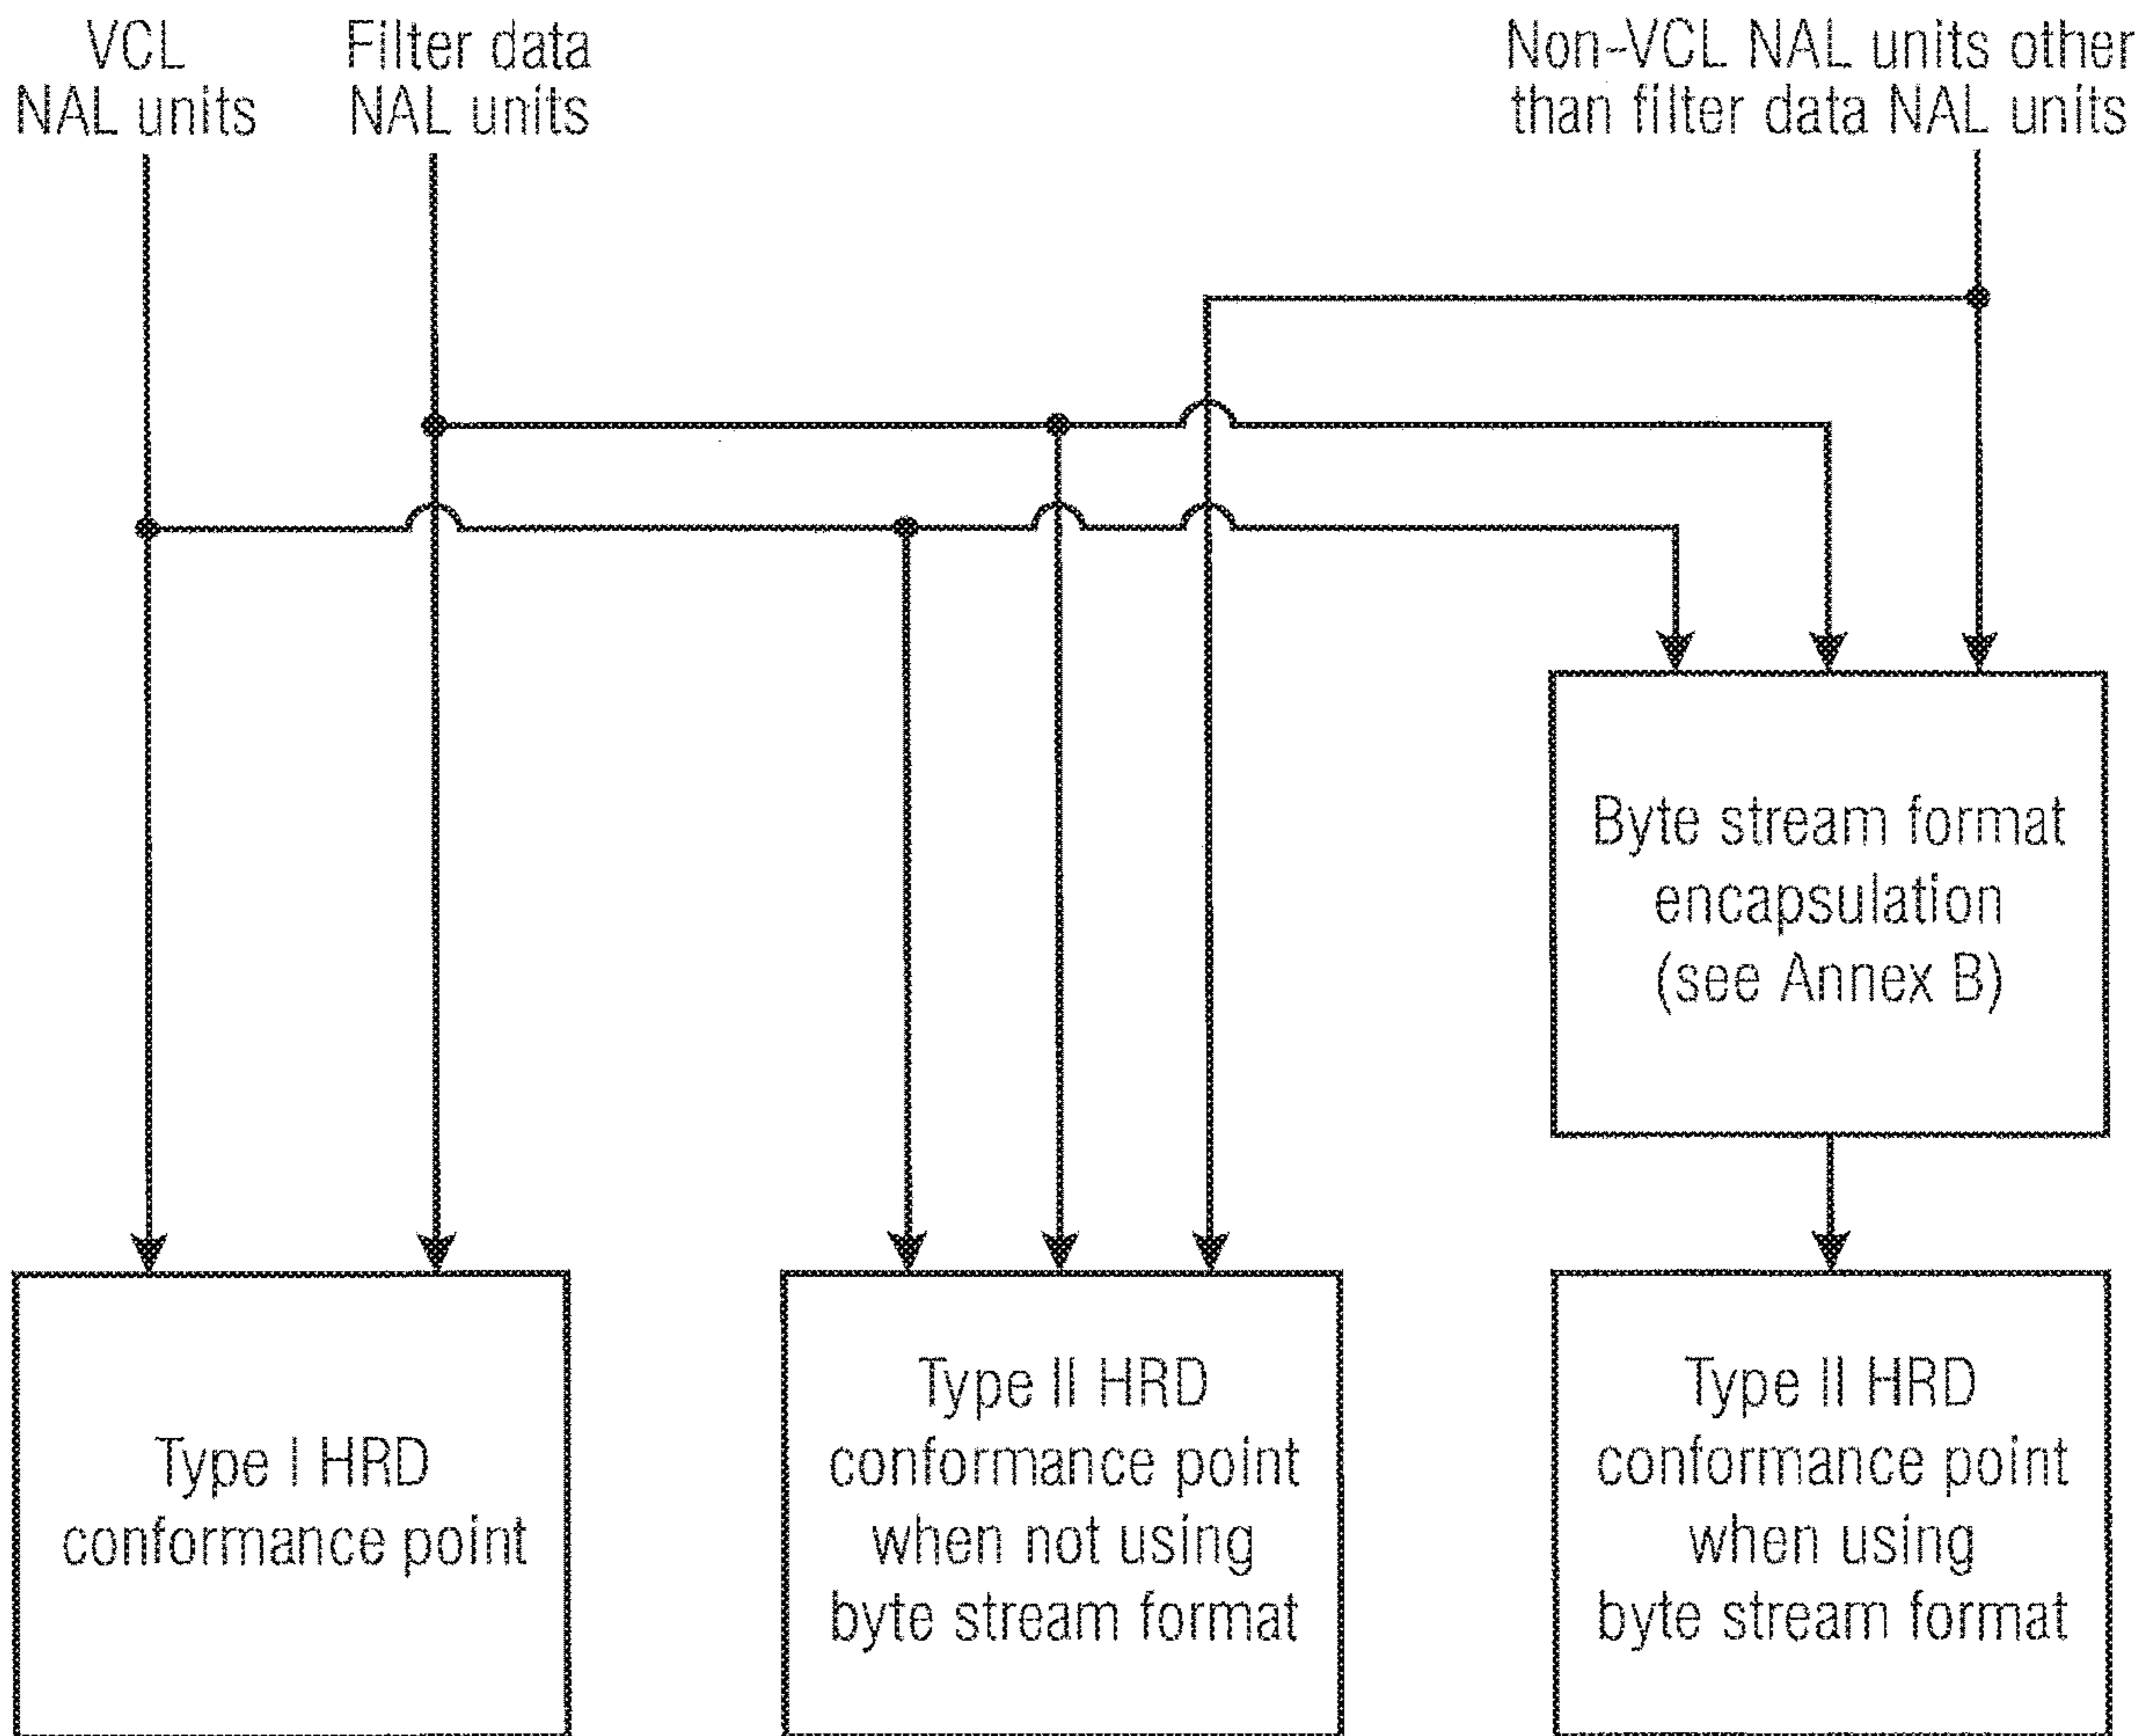 VCL
NAL units
Filter data
NAL units
Non-VCL NAL units other
than filter data NAL units
Byte stream format
encapsulation
(see Annex B)
Type I HRD
conformance point
Type II HRD
conformance point
when not using
byte stream format
Type II HRD
conformance point
when using
byte stream format